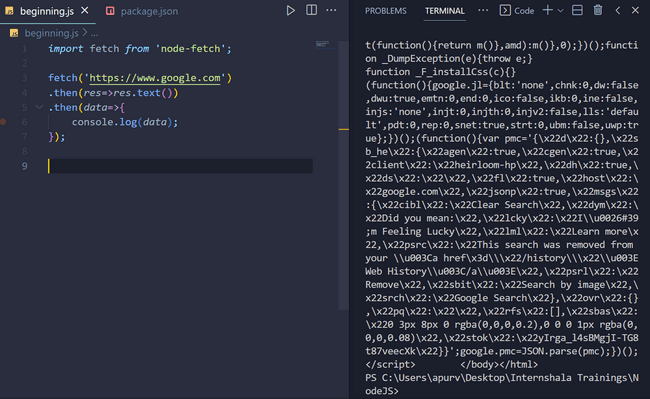 beginning.js
package.json
beginning.js > ...
1 import fetch from 'node-fetch';
2
3 fetch('https://www.google.com')
4 .then(res=>res.text())
5 .then(data=>{
6 console.log(data);
7 });
8
9
PROBLEMS TERMINAL ... Code
t(function(){return m()},amd):m()},0);})();functio
n _DumpException(e){throw e;}
function _F_installCss(c){}
(function(){google.jl={blt:'none',chnk:0,dw:false
,dwu:true,emtn:0,end:0,ico:false,ikb:0,ine:false,
injs:'none',injt:0,injth:0,injv2:false,lls:'defau
lt',pdt:0,rep:0,snet:true,strt:0,ubm:false,uwp:tr
ue};})();(function(){var pmc='{\x22d\x22:{},\x22s
b_he\x22:{\x22agen\x22:true,\x22cgen\x22:true,\x
22client\x22:\x22heirloom-hp\x22,\x22dh\x22:true,
\x22ds\x22:\x22\x22,\x22fl\x22:true,\x22host\x22:
\x22google.com\x22,\x22jsonp\x22:true,\x22msgs\x22
:{\x22cibl\x22:\x22Clear Search\x22,\x22dym\x22:\x
22Did you mean:\x22,\x22lcky\x22:\x22I\\u0026#39
;m Feeling Lucky\x22,\x22lml\x22:\x22Learn more\x
22,\x22psrc\x22:\x22This search was removed from
your \\u003Ca href\x3d\\\x22/history\\\x22\\u003E
Web History\\u003C/a\\u003E\x22,\x22psrl\x22:\x22
Remove\x22,\x22sbit\x22:\x22Search by image\x22,\
x22srch\x22:\x22Google Search\x22},\x22ovr\x22:{}
,\x22pq\x22:\x22\x22,\x22rfs\x22:[],\x22sbas\x22:
\x220 3px 8px 0 rgba(0,0,0,0.2),0 0 0 1px rgba(0,
0,0,0.08)\x22,\x22stok\x22:\x22yIrga_l4sBMgjI-TG8
t87veecXk\x22}}';google.pmc=JSON.parse(pmc);})();
</script> </body></html>
PS C:\Users\apurv\Desktop\Internshala Trainings\N
odeJS>